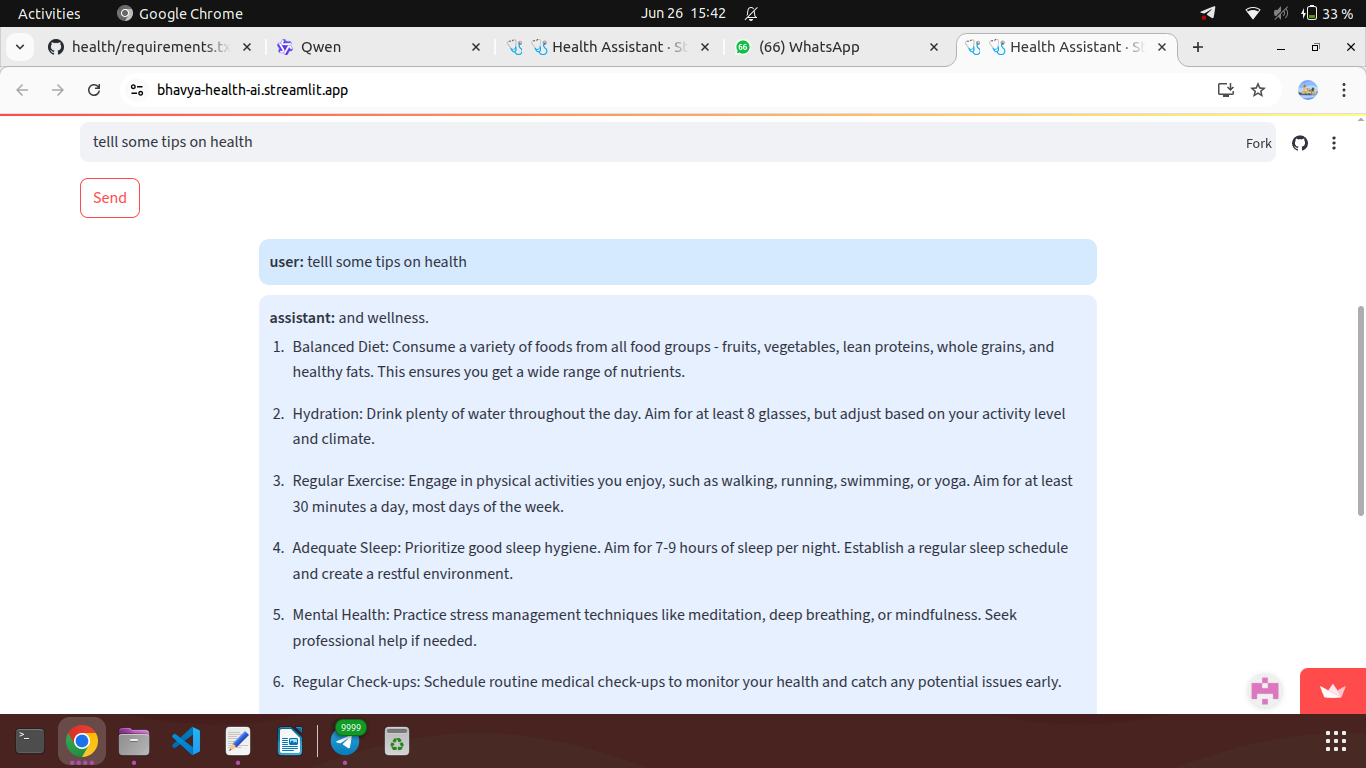 Activities
Google Chrome
Jun 26 15:42
33 %
health/requirements.tx
Qwen
Health Assistant · St
(66) WhatsApp
Health Assistant · St
bhavya-health-ai.streamlit.app
telll some tips on health
Fork
Send
user: telll some tips on health
assistant: and wellness.
1. Balanced Diet: Consume a variety of foods from all food groups - fruits, vegetables, lean proteins, whole grains, and
healthy fats. This ensures you get a wide range of nutrients.
2. Hydration: Drink plenty of water throughout the day. Aim for at least 8 glasses, but adjust based on your activity level
and climate.
3. Regular Exercise: Engage in physical activities you enjoy, such as walking, running, swimming, or yoga. Aim for at least
30 minutes a day, most days of the week.
4. Adequate Sleep: Prioritize good sleep hygiene. Aim for 7-9 hours of sleep per night. Establish a regular sleep schedule
and create a restful environment.
5. Mental Health: Practice stress management techniques like meditation, deep breathing, or mindfulness. Seek
professional help if needed.
6. Regular Check-ups: Schedule routine medical check-ups to monitor your health and catch any potential issues early.
9999